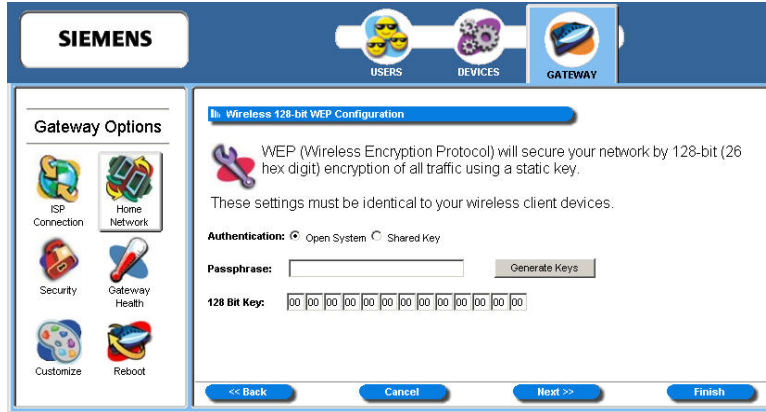 SIEMENS
USERS
DEVICES
GATEWAY
Gateway Options
ISP
Connection
Home
Network
Security
Gateway
Health
Customize
Reboot
Wireless 128-bit WEP Configuration
WEP (Wireless Encryption Protocol) will secure your network by 128-bit (26
hex digit) encryption of all traffic using a static key.
These settings must be identical to your wireless client devices.
Authentication: Open System Shared Key
Passphrase: Generate Keys
128 Bit Key: 00 00 00 00 00 00 00 00 00 00 00 00 00
<< Back Cancel Next >> Finish